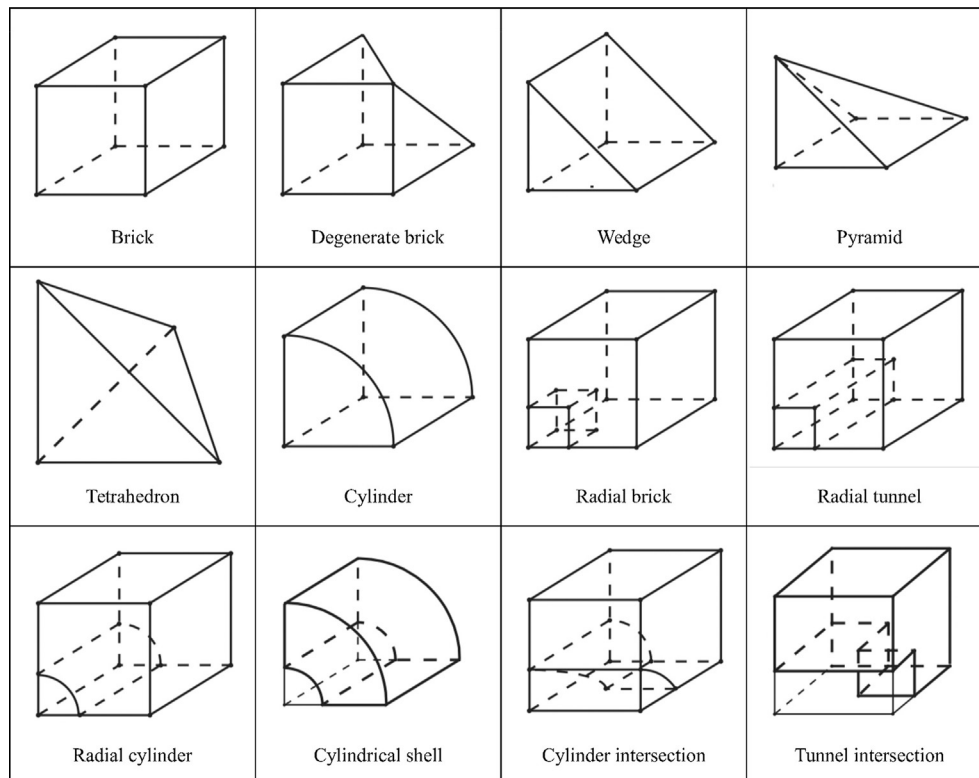 Brick
Degenerate brick
Wedge
Pyramid
Tetrahedron
Cylinder
Radial brick
Radial tunnel
Radial cylinder
Cylindrical shell
Cylinder intersection
Tunnel intersection